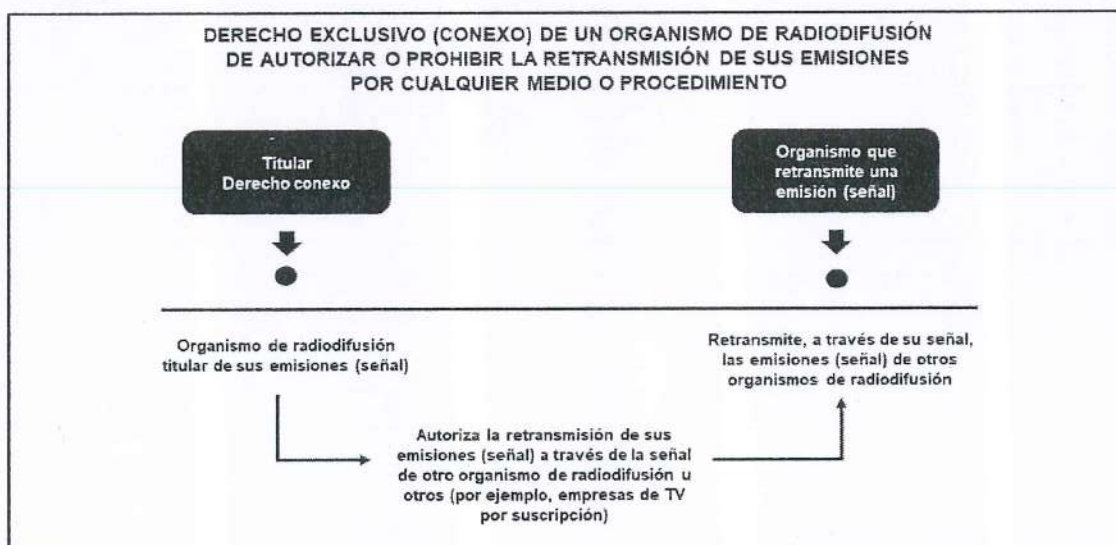 DERECHO EXCLUSIVO (CONEXO) DE UN ORGANISMO DE RADIODIFUSIÓN
DE AUTORIZAR O PROHIBIR LA RETRANSMISIÓN DE SUS EMISIONES
POR CUALQUIER MEDIO O PROCEDIMIENTO
Titular
Derecho conexo
Organismo que
retransmite una
emisión (señal)
Organismo de radiodifusión
titular de sus emisiones (señal)
Retransmite, a través de su señal,
las emisiones (señal) de otros
organismos de radiodifusión
Autoriza la retransmisión de sus
emisiones (señal) a través de la señal
de otro organismo de radiodifusión u
otros (por ejemplo, empresas de TV
por suscripción)